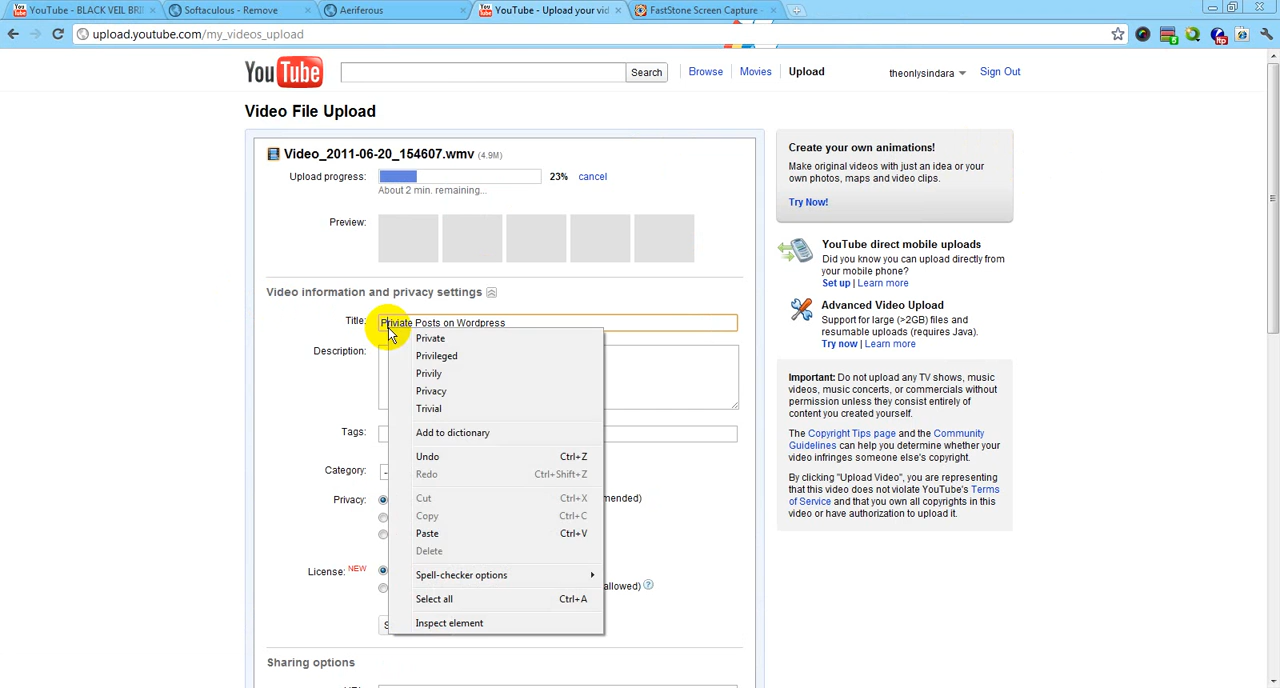 YouTube - BLACK VEIL BRI
Softaculous - Remove
Aeriferous
YouTube - Upload your vid
FastStone Screen Capture -
upload.youtube.com/my_videos_upload
YouTube
Search
Browse
Movies
Upload
theonlysindara
Sign Out
Video File Upload
Video_2011-06-20_154607.wmv (4.9M)
Upload progress:
23%
cancel
About 2 min. remaining...
Preview:
Video information and privacy settings
Title:
Priviate Posts on Wordpress
Description:
Tags:
Category:
Privacy:
mended)
License: NEW
allowed)
Private
Privileged
Privily
Privacy
Trivial
Add to dictionary
Undo Ctrl+Z
Redo Ctrl+Shift+Z
Cut Ctrl+X
Copy Ctrl+C
Paste Ctrl+V
Delete
Spell-checker options
Select all Ctrl+A
Inspect element
Sharing options
Create your own animations!
Make original videos with just an idea or your
own photos, maps and video clips.
Try Now!
YouTube direct mobile uploads
Did you know you can upload directly from
your mobile phone?
Set up | Learn more
Advanced Video Upload
Support for large (>2GB) files and
resumable uploads (requires Java).
Try now | Learn more
Important: Do not upload any TV shows, music
videos, music concerts, or commercials without
permission unless they consist entirely of
content you created yourself.
The Copyright Tips page and the Community
Guidelines can help you determine whether your
video infringes someone else's copyright.
By clicking "Upload Video", you are representing
that this video does not violate YouTube's Terms
of Service and that you own all copyrights in this
video or have authorization to upload it.